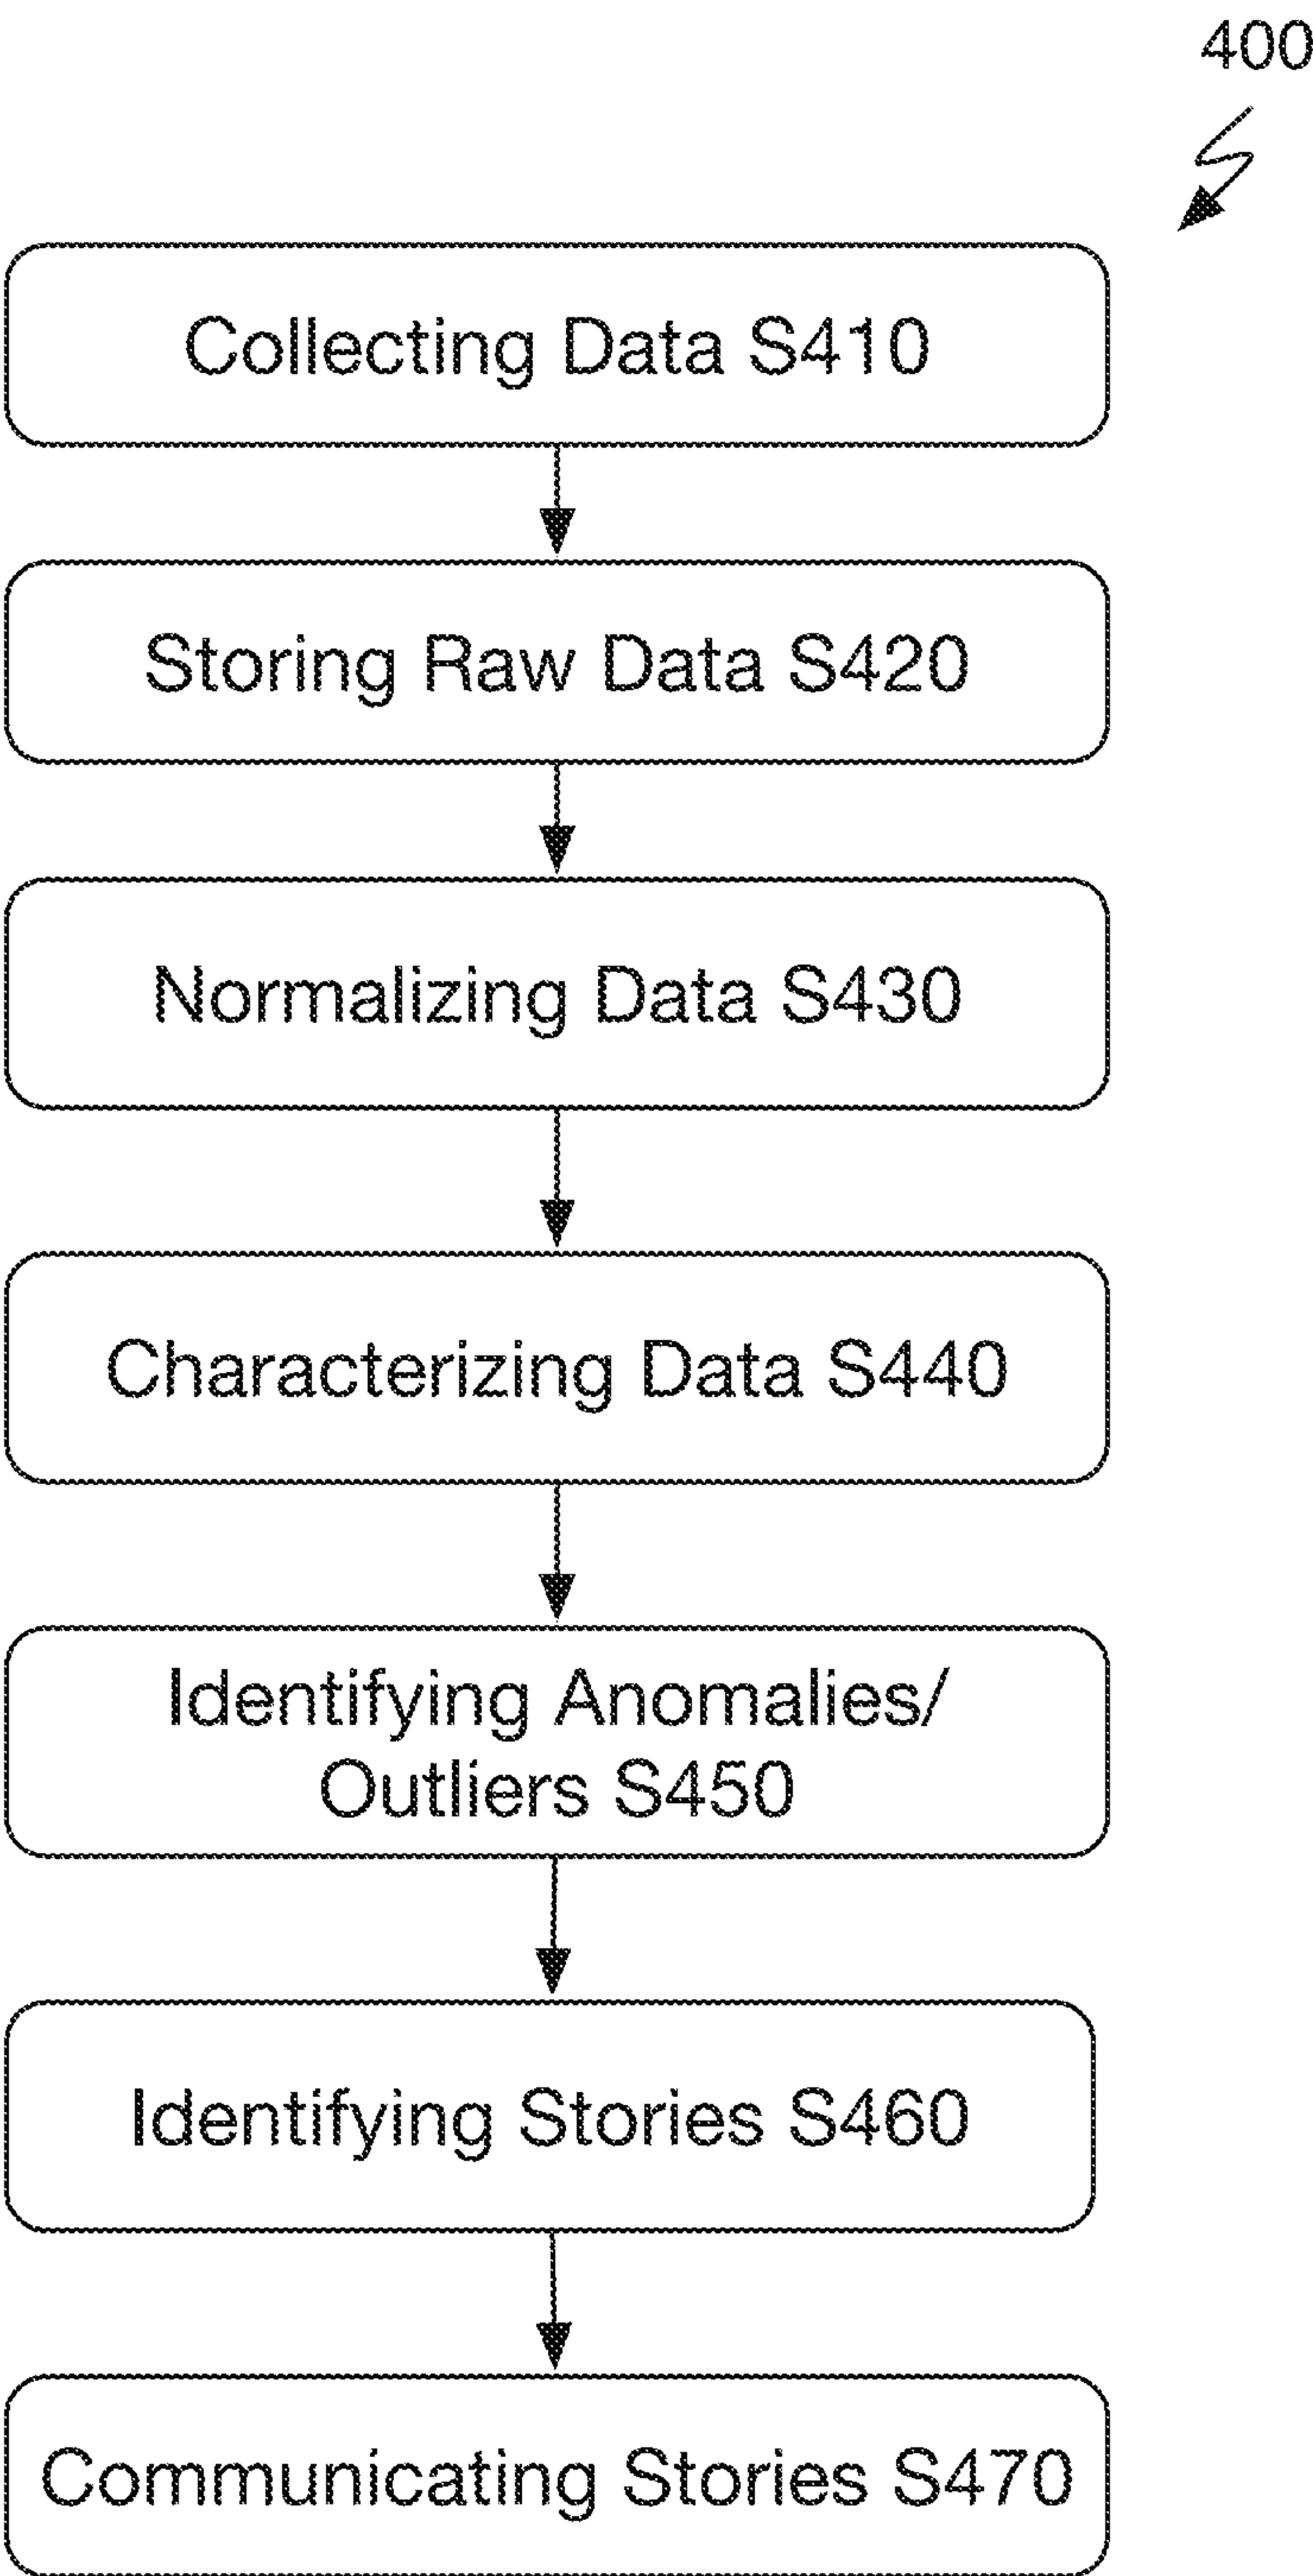 400
Collecting Data S410
Storing Raw Data S420
Normalizing Data S430
Characterizing Data S440
Identifying Anomalies/
Outliers S450
Identifying Stories S460
Communicating Stories S470